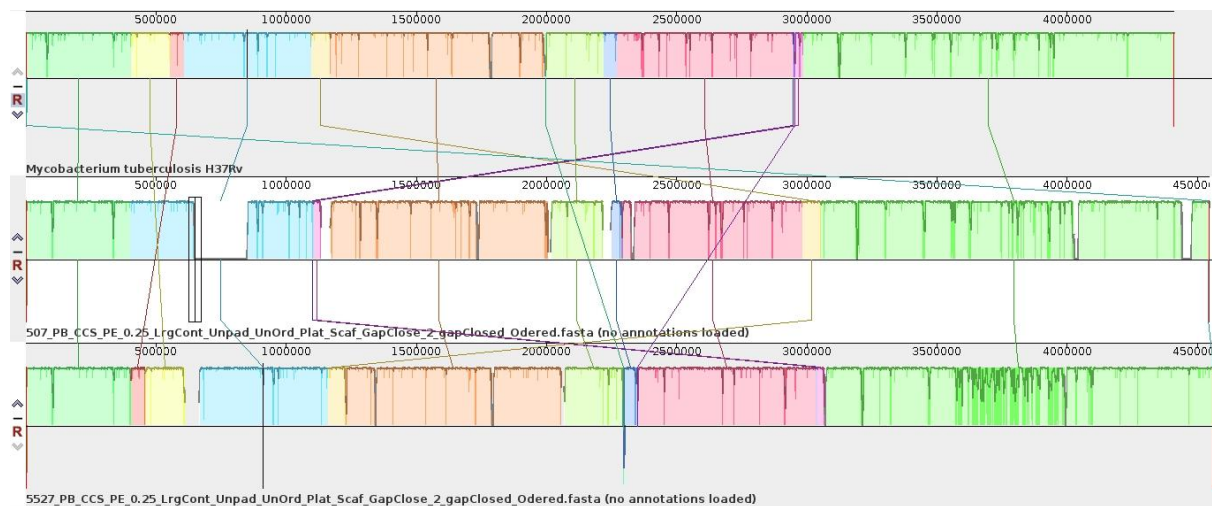 500000 1000000 1500000 2000000 2500000 3000000 3500000 4000000
R
Mycobacterium tuberculosis H37Rv
500000 1000000 1500000 2000000 2500000 3000000 3500000 4000000
R
507_PB_CCS_PE_0.25_LrgCont_Unpad_UnOrd_Plat_Scaf_GapClose_2_gapClosed_Odered.fasta (no annotations loaded)
500000 1000000 1500000 2000000 2500000 3000000 3500000 4000000
R
5527_PB_CCS_PE_0.25_LrgCont_Unpad_UnOrd_Plat_Scaf_GapClose_2_gapClosed_Odered.fasta (no annotations loaded)